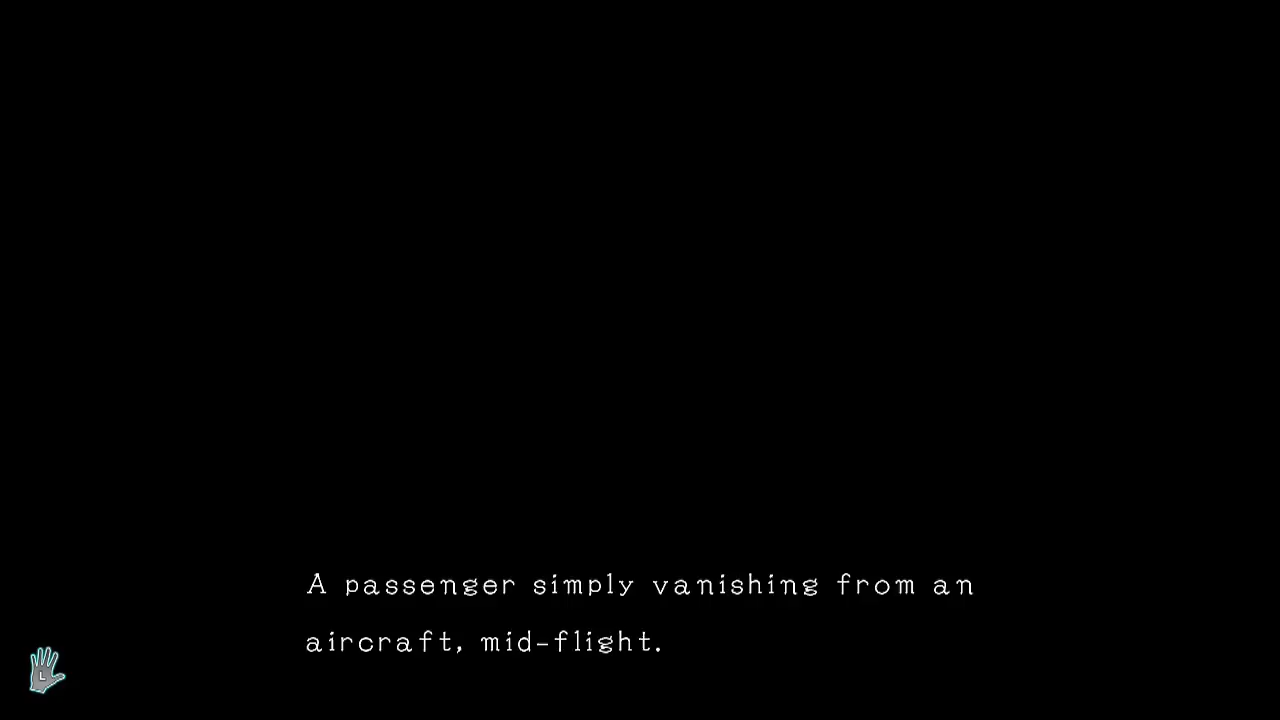 A passenger simply vanishing from an
aircraft, mid-flight.
L